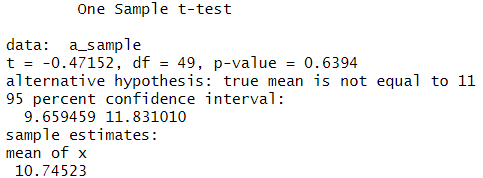 One Sample t-test
data:  a_sample
t = -0.47152, df = 49, p-value = 0.6394
alternative hypothesis: true mean is not equal to 11
95 percent confidence interval:
9.659459 11.831010
sample estimates:
mean of x
10.74523